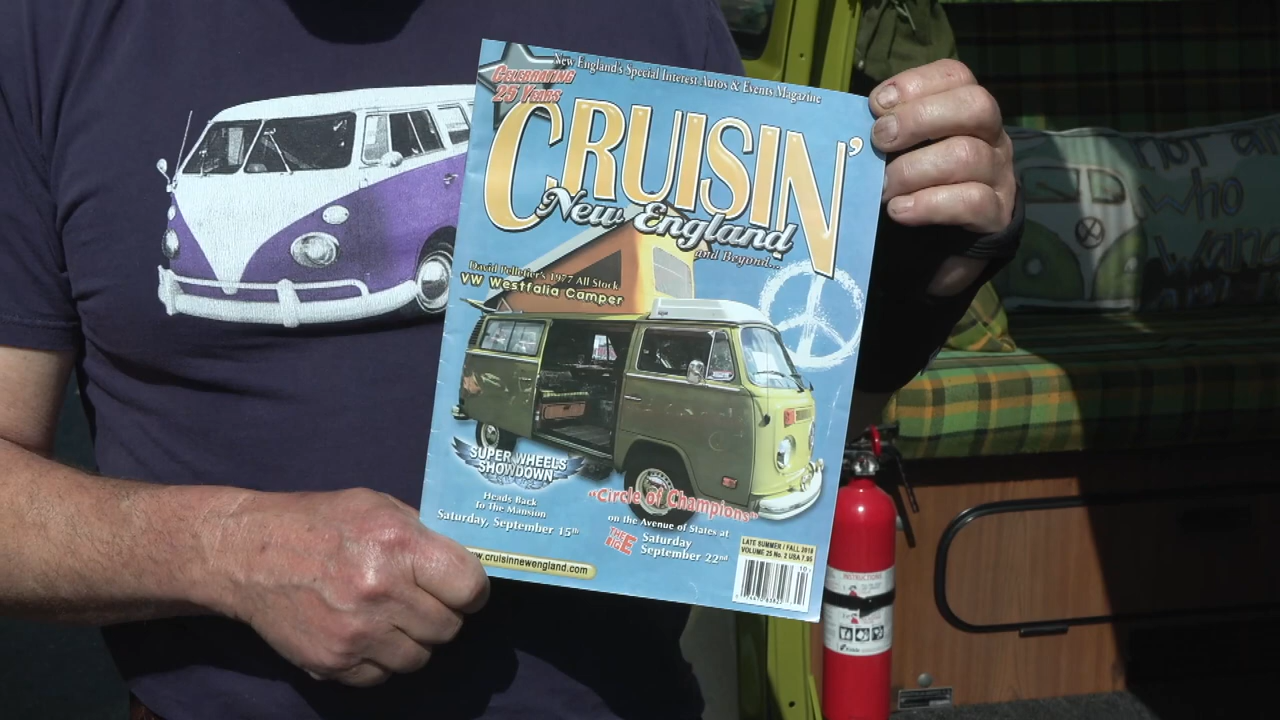 New England's Special Interest Autos & Events Magazine
Celebrating
25 Years
CRUISIN'
New England
and Beyond...
David Pelletier's 1977 All Stock
VW Westfalia Camper
SUPER WHEELS
SHOWDOWN
Heads Back
To The Mansion
Saturday, September 15th
"Circle of Champions"
on the Avenue of States at
THE BIG E
Saturday
September 22nd
www.cruisinnewengland.com
LATE SUMMER / FALL 2018
VOLUME 25 No. 2 USA 7.95
INSTRUCTIONS
Kidde
who